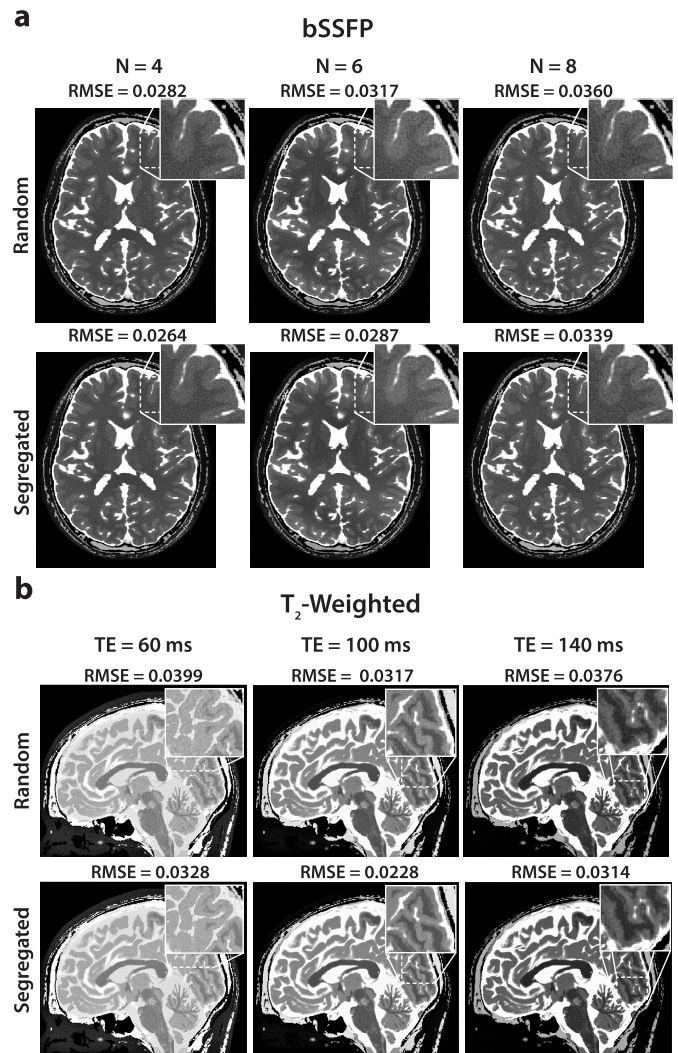 a
bSSFP
N = 4 N = 6 N = 8
RMSE = 0.0282 RMSE = 0.0317 RMSE = 0.0360
Random
RMSE = 0.0264 RMSE = 0.0287 RMSE = 0.0339
Segregated
b
T₂-Weighted
TE = 60 ms TE = 100 ms TE = 140 ms
RMSE = 0.0399 RMSE = 0.0317 RMSE = 0.0376
Random
RMSE = 0.0328 RMSE = 0.0228 RMSE = 0.0314
Segregated